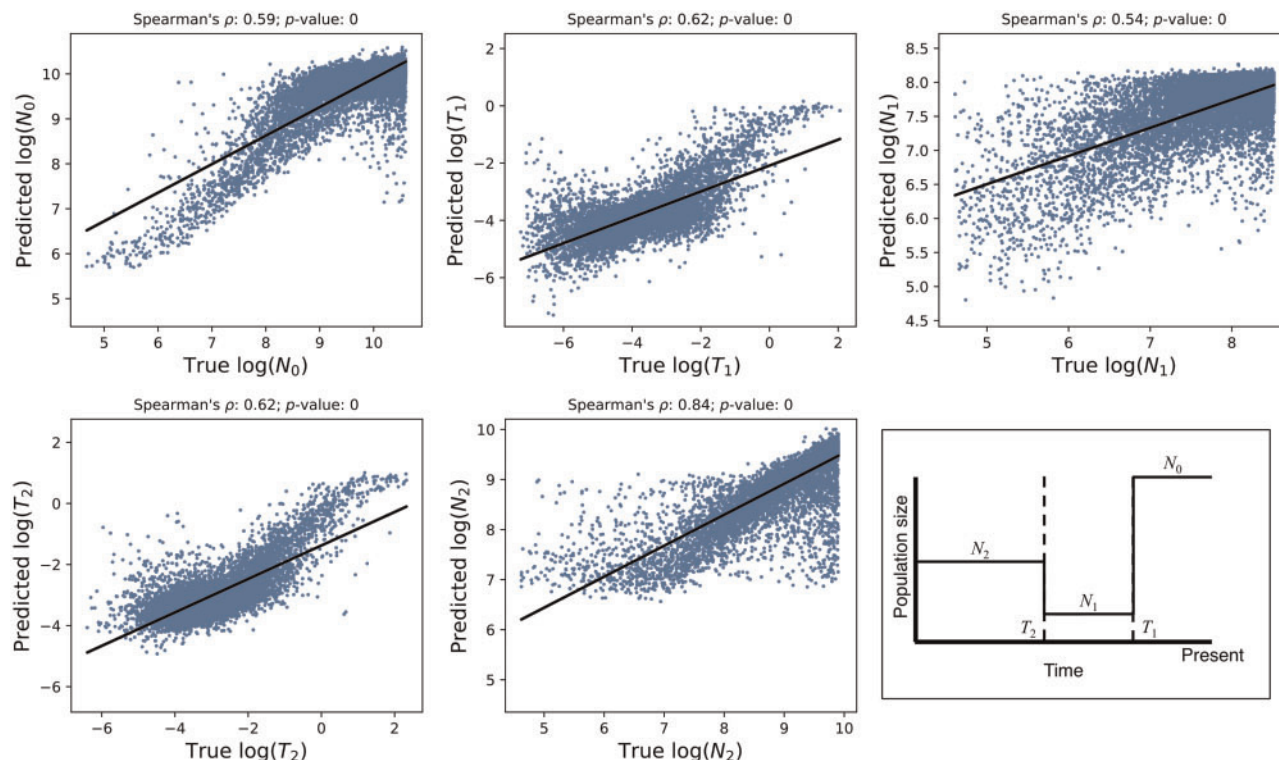 Spearman's ρ: 0.59; p-value: 0
Predicted log(N₀)
10
9
8
7
6
5
5 6 7 8 9 10
True log(N₀)
Spearman's ρ: 0.62; p-value: 0
Predicted log(T₁)
2
0
−2
−4
−6
−6 −4 −2 0 2
True log(T₁)
Spearman's ρ: 0.54; p-value: 0
Predicted log(N₁)
8.5
8.0
7.5
7.0
6.5
6.0
5.5
5.0
4.5
5 6 7 8
True log(N₁)
Spearman's ρ: 0.62; p-value: 0
Predicted log(T₂)
2
0
−2
−4
−6
−6 −4 −2 0 2
True log(T₂)
Spearman's ρ: 0.84; p-value: 0
Predicted log(N₂)
10
9
8
7
6
5
5 6 7 8 9 10
True log(N₂)
Population size
N₀
N₂
N₁
T₂ T₁
Present
Time